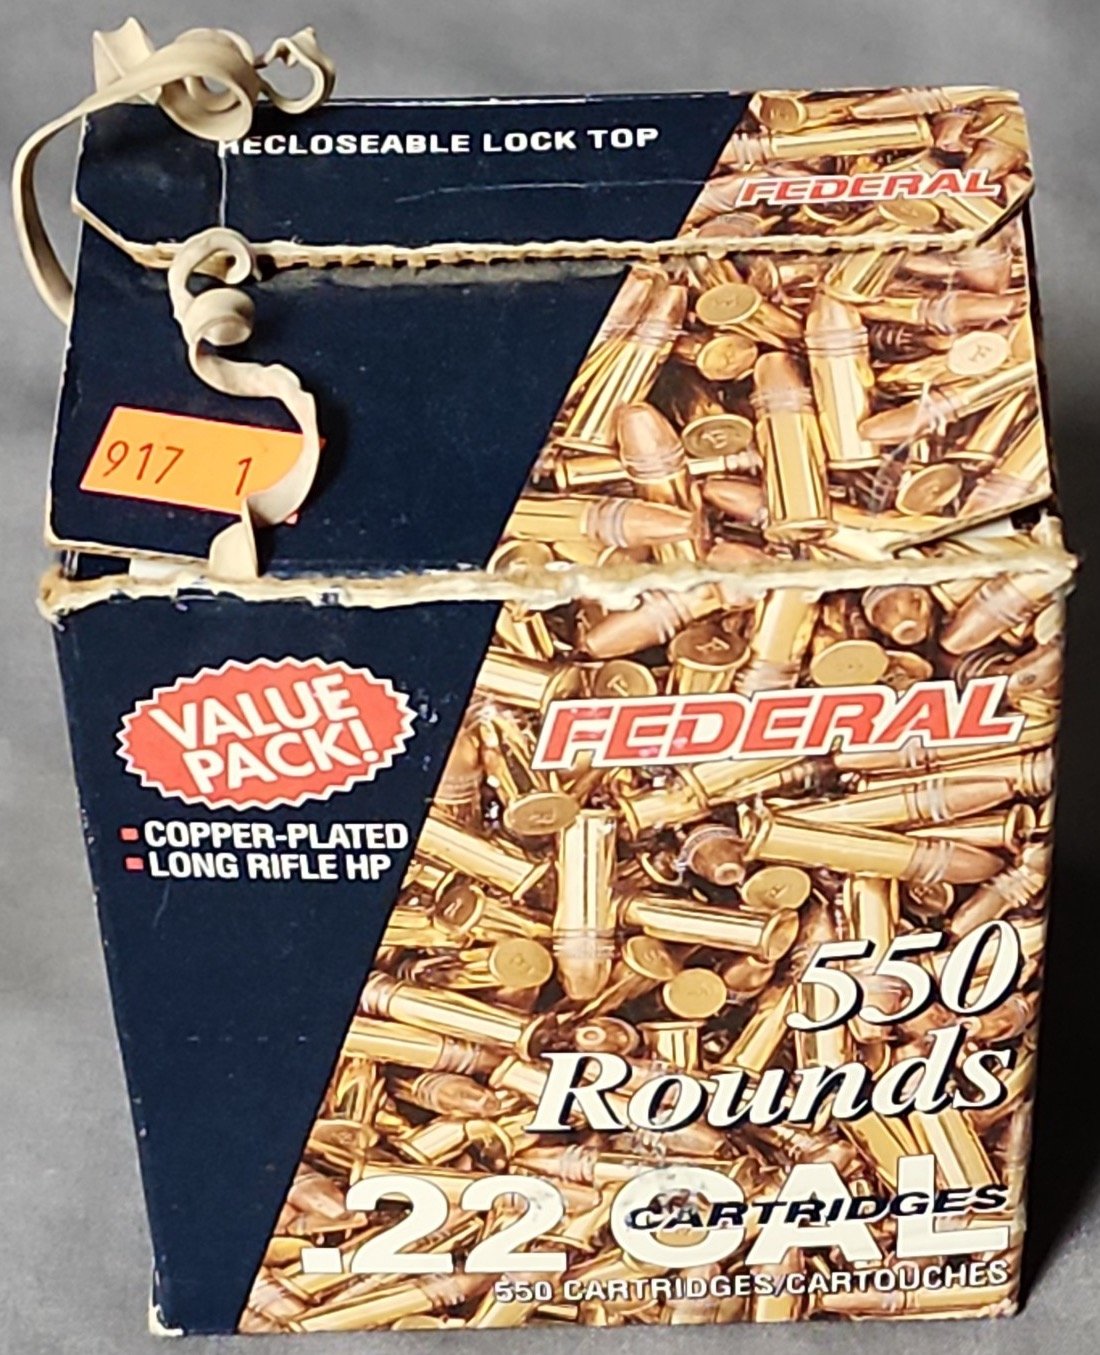 RECLOSEABLE LOCK TOP
FEDERAL
917 1
VALUE
PACK!
FEDERAL
COPPER-PLATED
LONG RIFLE HP
550
Rounds
.22 CAL
CARTRIDGES
550 CARTRIDGES/CARTOUCHES